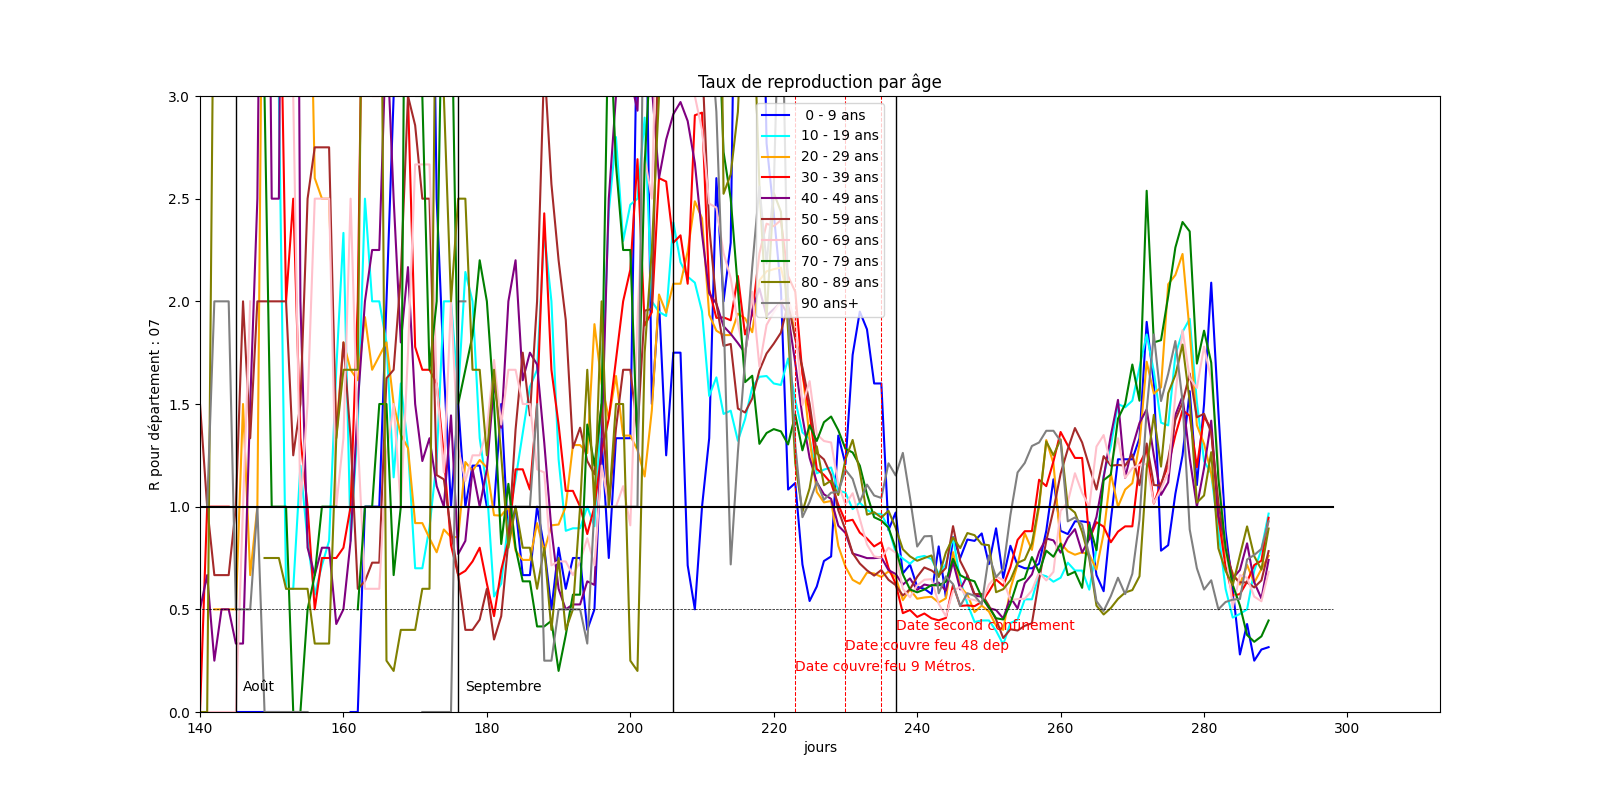 Taux de reproduction par âge
R pour département : 07
3.0
2.5
2.0
1.5
1.0
0.5
0.0
0 - 9 ans
10 - 19 ans
20 - 29 ans
30 - 39 ans
40 - 49 ans
50 - 59 ans
60 - 69 ans
70 - 79 ans
80 - 89 ans
90 ans+
Date second confinement
Date couvre feu 48 dep
Date couvre feu 9 Métros.
Août
Septembre
140
160
180
200
220
240
260
280
300
jours